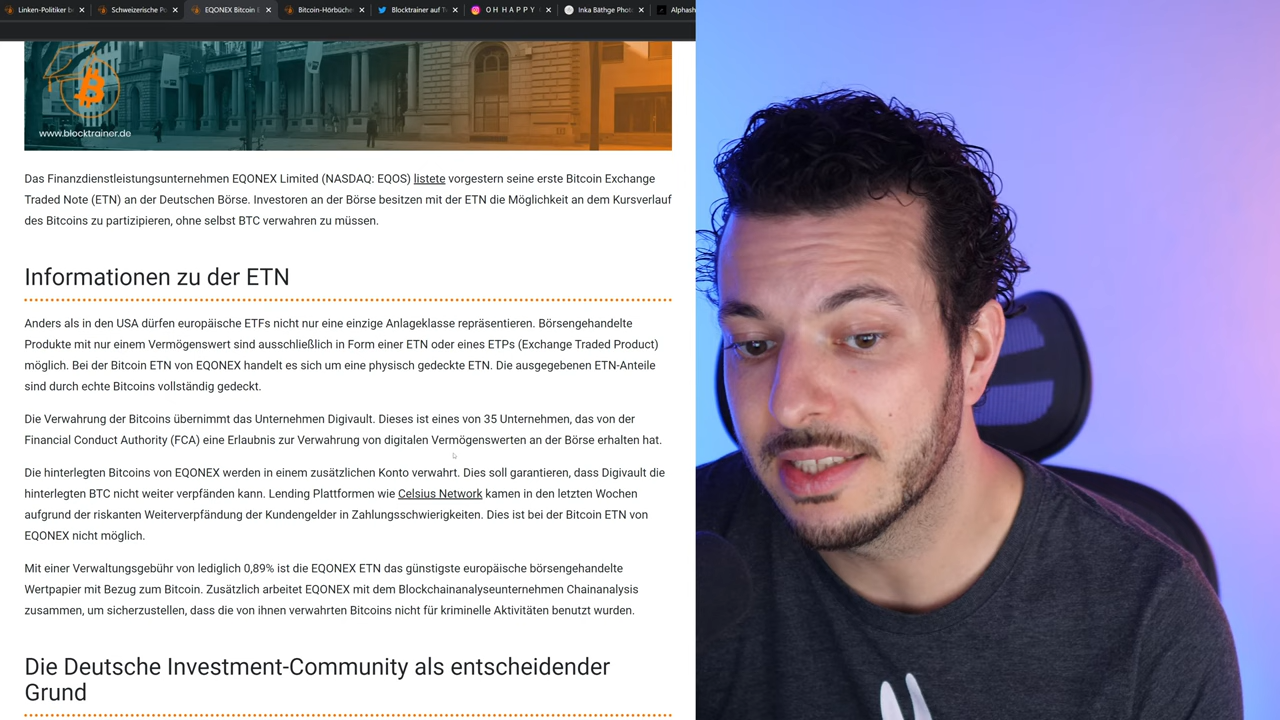 Linken-Politiker b
Schweizerische Po
EQONEX Bitcoin E
Bitcoin-Hörbüche
Blocktrainer auf T
O H H A P P Y
Inka Bäthge Phot
Alphash
www.blocktrainer.de
Das Finanzdienstleistungsunternehmen EQONEX Limited (NASDAQ: EQOS) listete vorgestern seine erste Bitcoin Exchange
Traded Note (ETN) an der Deutschen Börse. Investoren an der Börse besitzen mit der ETN die Möglichkeit an dem Kursverlauf
des Bitcoins zu partizipieren, ohne selbst BTC verwahren zu müssen.
Informationen zu der ETN
Anders als in den USA dürfen europäische ETFs nicht nur eine einzige Anlageklasse repräsentieren. Börsengehandelte
Produkte mit nur einem Vermögenswert sind ausschließlich in Form einer ETN oder eines ETPs (Exchange Traded Product)
möglich. Bei der Bitcoin ETN von EQONEX handelt es sich um eine physisch gedeckte ETN. Die ausgegebenen ETN-Anteile
sind durch echte Bitcoins vollständig gedeckt.
Die Verwahrung der Bitcoins übernimmt das Unternehmen Digivault. Dieses ist eines von 35 Unternehmen, das von der
Financial Conduct Authority (FCA) eine Erlaubnis zur Verwahrung von digitalen Vermögenswerten an der Börse erhalten hat.
Die hinterlegten Bitcoins von EQONEX werden in einem zusätzlichen Konto verwahrt. Dies soll garantieren, dass Digivault die
hinterlegten BTC nicht weiter verpfänden kann. Lending Plattformen wie Celsius Network kamen in den letzten Wochen
aufgrund der riskanten Weiterverpfändung der Kundengelder in Zahlungsschwierigkeiten. Dies ist bei der Bitcoin ETN von
EQONEX nicht möglich.
Mit einer Verwaltungsgebühr von lediglich 0,89% ist die EQONEX ETN das günstigste europäische börsengehandelte
Wertpapier mit Bezug zum Bitcoin. Zusätzlich arbeitet EQONEX mit dem Blockchainanalyseunternehmen Chainanalysis
zusammen, um sicherzustellen, dass die von ihnen verwahrten Bitcoins nicht für kriminelle Aktivitäten benutzt wurden.
Die Deutsche Investment-Community als entscheidender
Grund